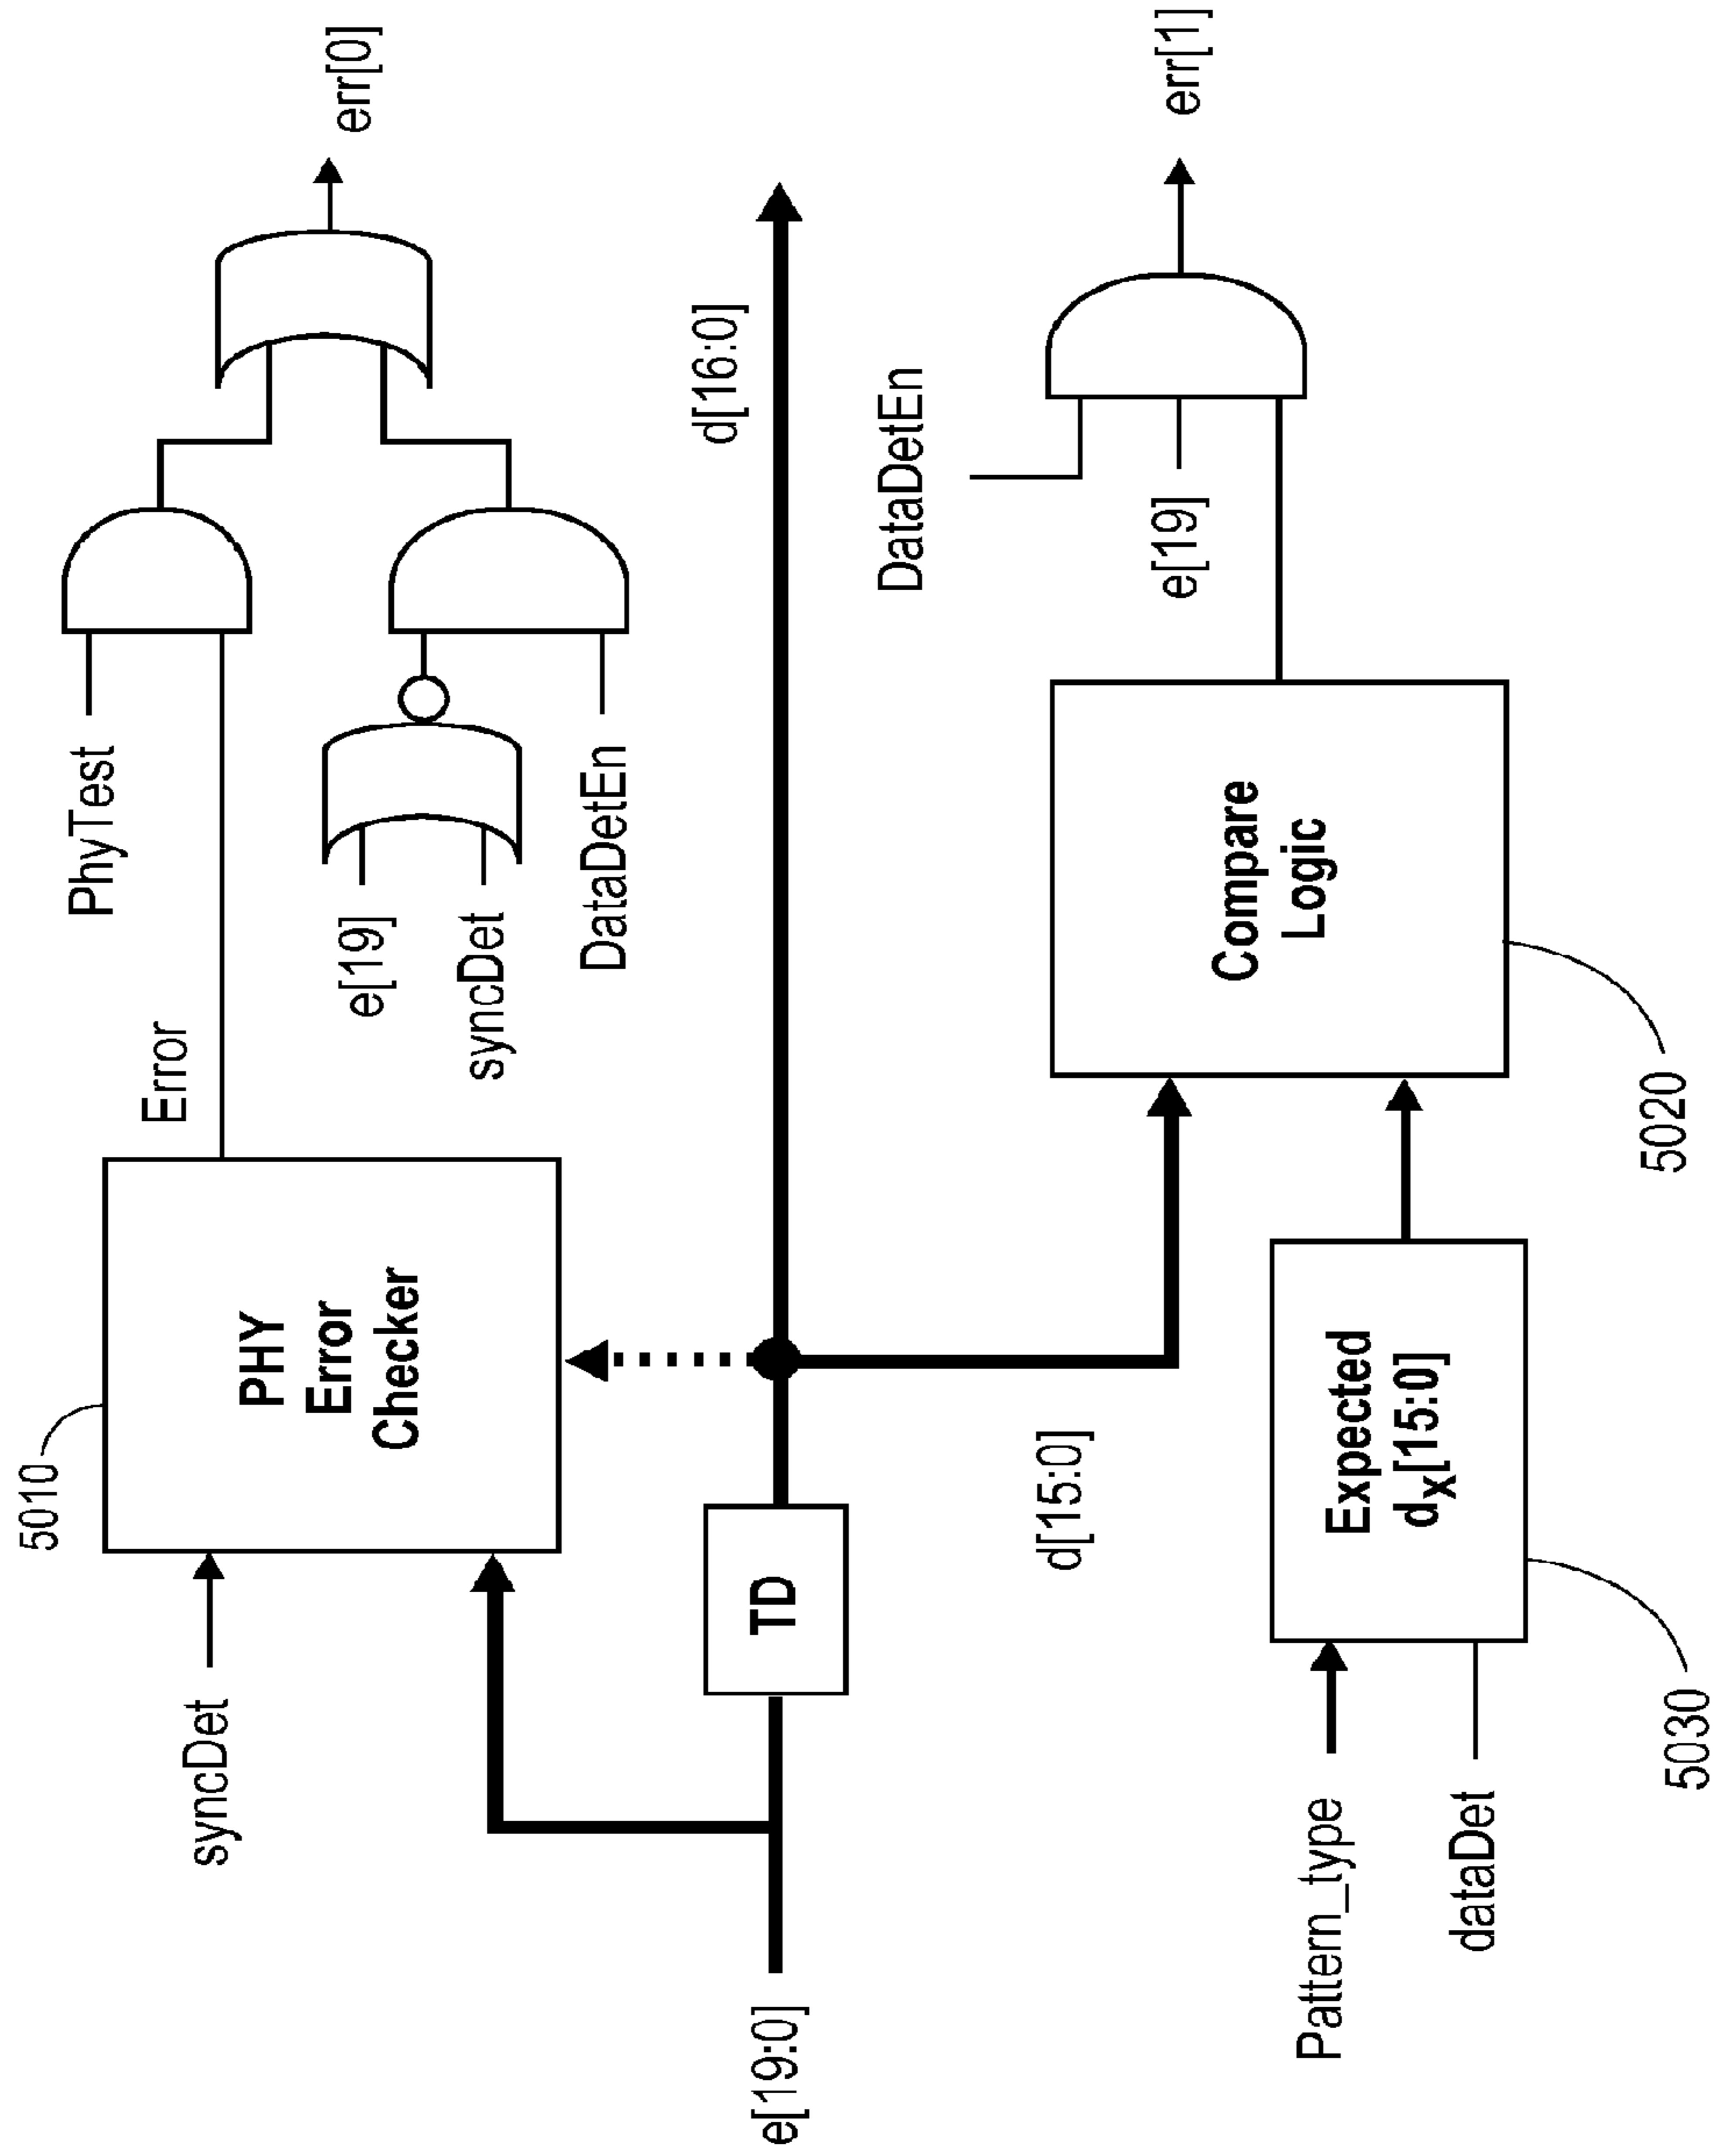 5010
syncDet
PHY
Error
Checker
Error
PhyTest
e[19]
syncDet
DataDetEn
err[0]
e[19:0]
TD
d[16:0]
d[15:0]
DataDetEn
e[19]
err[1]
Pattern_type
dataDet
Expected
dX[15:0]
Compare
Logic
5030
5020